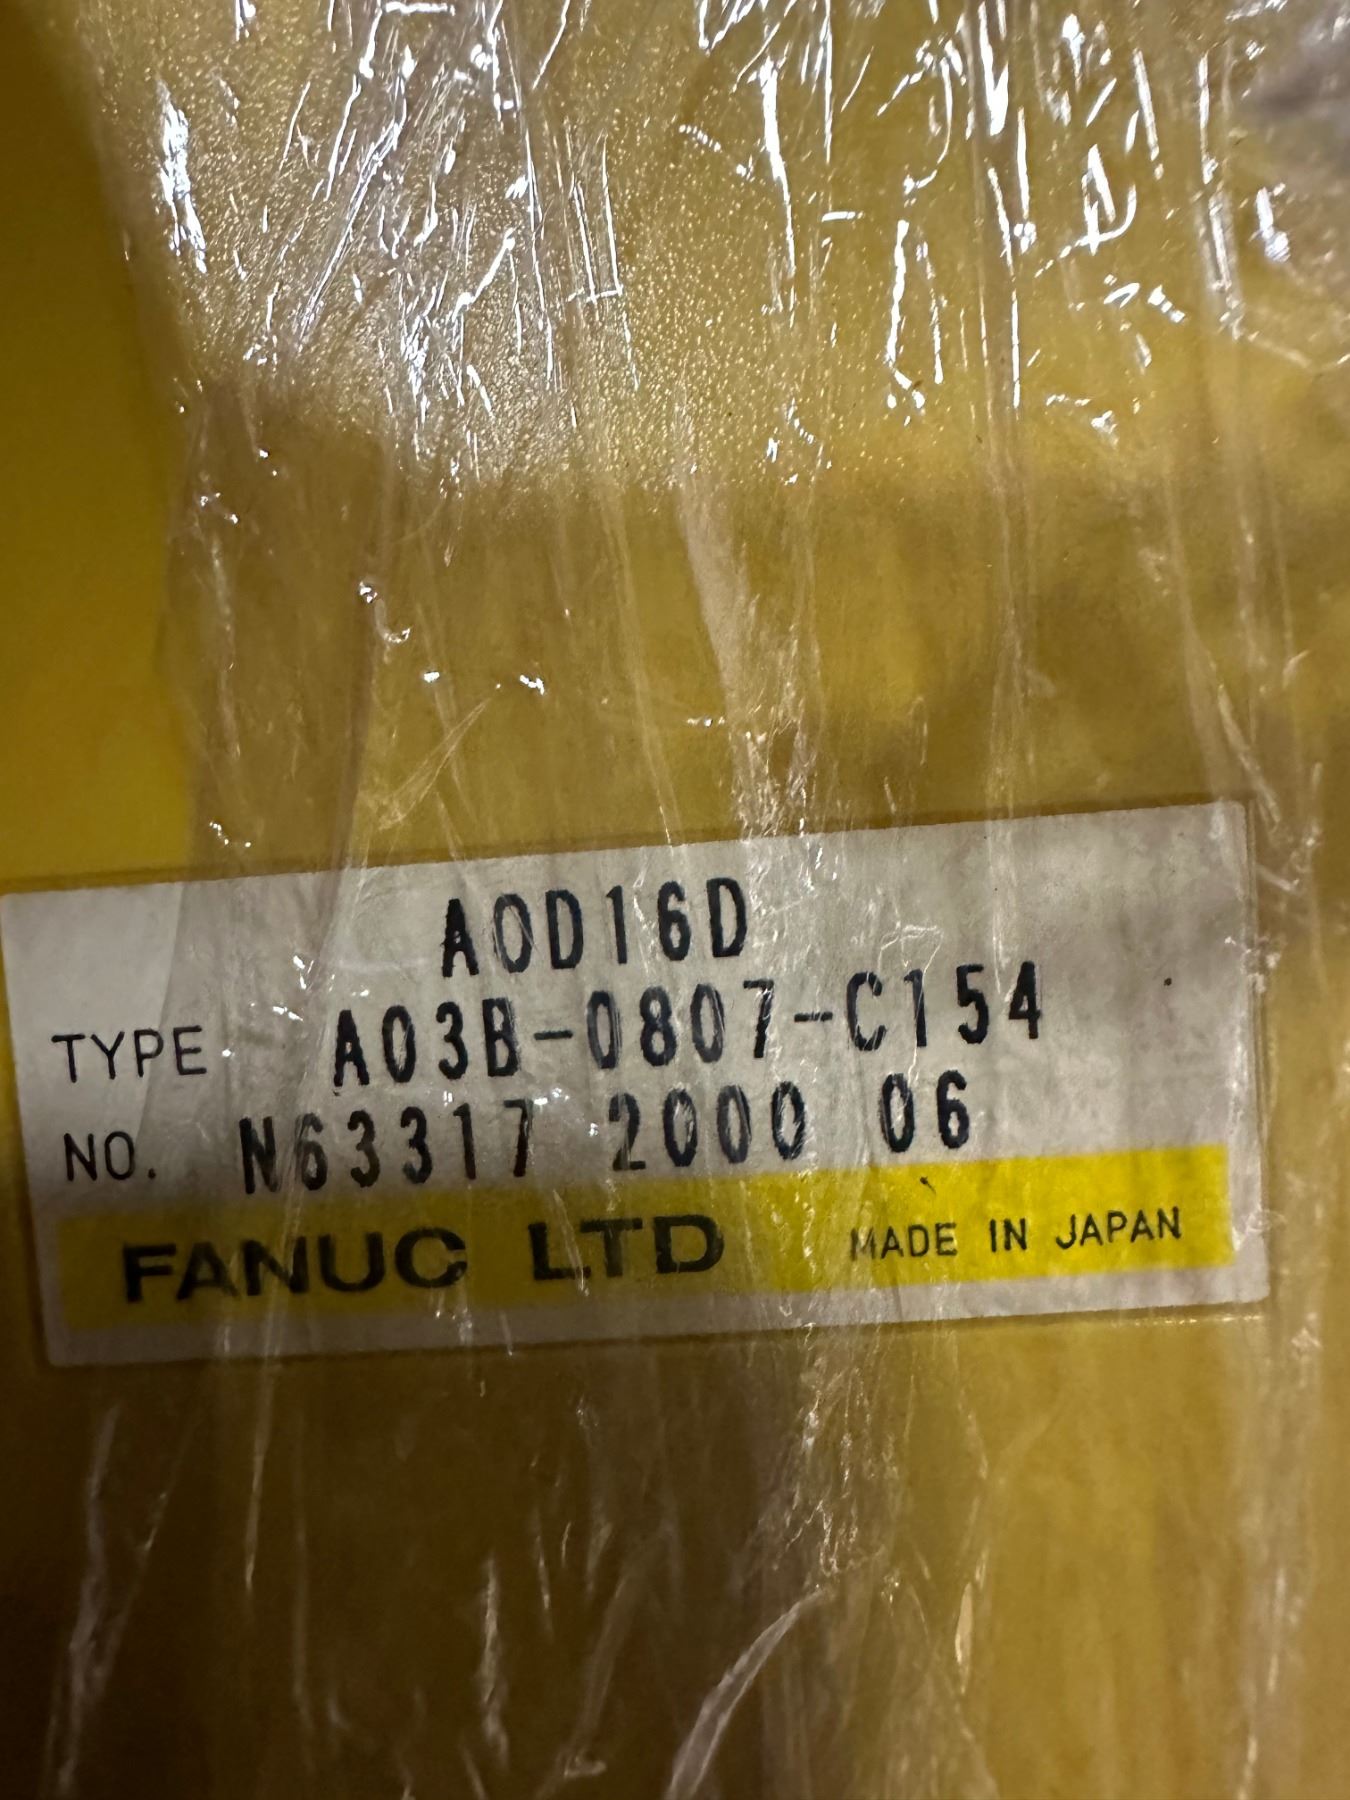 AOD16D
TYPE A03B-0807-C154
NO. N63317 2000 06
FANUC LTD MADE IN JAPAN